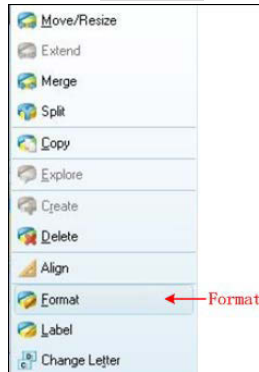 Move/Resize
Extend
Merge
Split
Copy
Explore
Create
Delete
Align
Format Format
Label
Change Letter